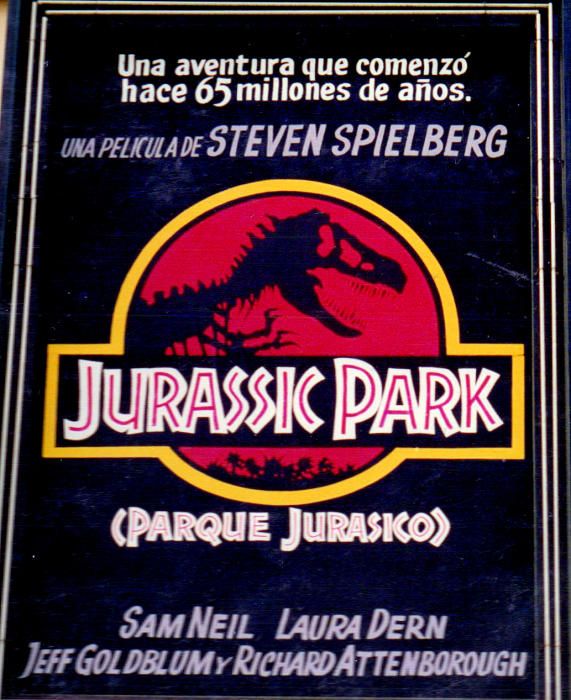 Una aventura que comenzó
hace 65 millones de años.
UNA PELICULA DE STEVEN SPIELBERG
JURASSIC PARK
(PARQUE JURASICO)
SAM NEIL LAURA DERN
JEFF GOLDBLUM Y RICHARD ATTENBOROUGH